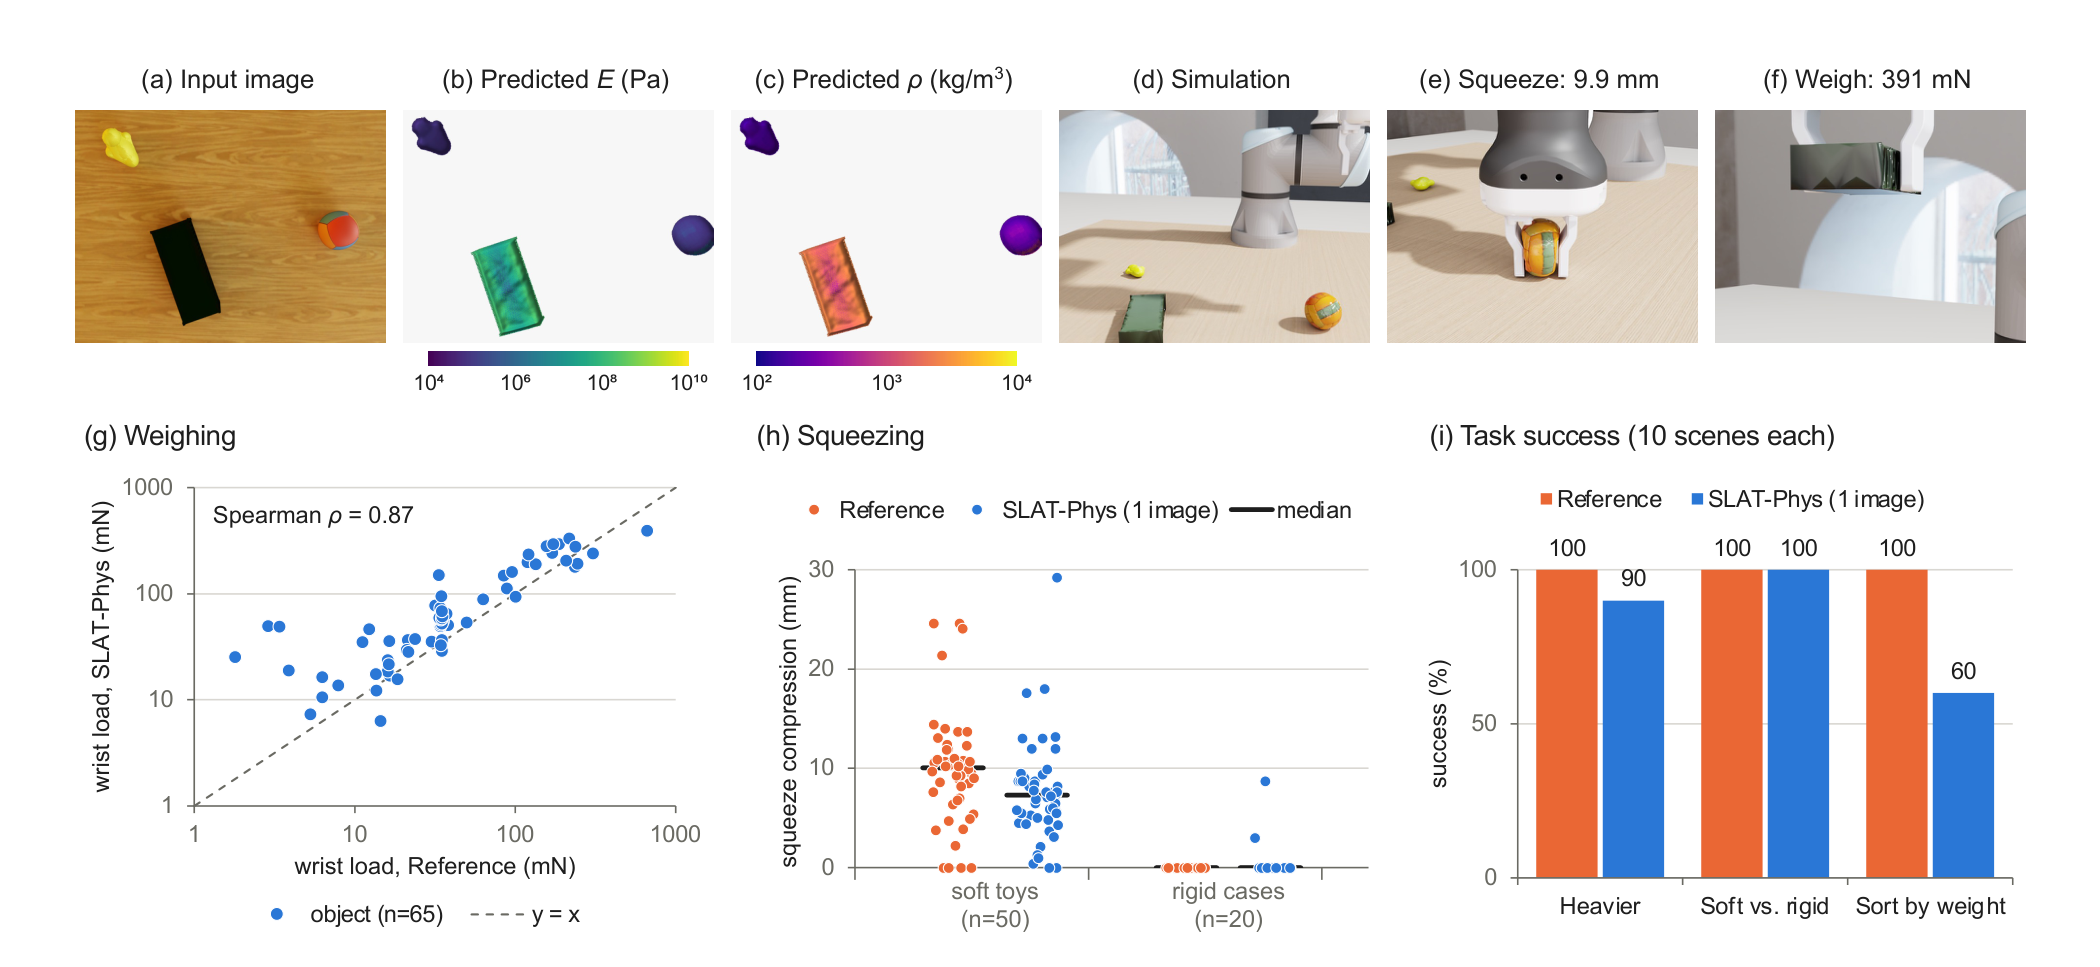 (a) Input image
(b) Predicted E (Pa)
(c) Predicted ρ (kg/m³)
(d) Simulation
(e) Squeeze: 9.9 mm
(f) Weigh: 391 mN
10⁴ 10⁶ 10⁸ 10¹⁰
10² 10³ 10⁴
(g) Weighing
Spearman ρ = 0.87
wrist load, SLAT-Phys (mN)
1000
100
10
1
1 10 100 1000
wrist load, Reference (mN)
object (n=65) y = x
(h) Squeezing
Reference SLAT-Phys (1 image) median
squeeze compression (mm)
30
20
10
0
soft toys
(n=50)
rigid cases
(n=20)
(i) Task success (10 scenes each)
Reference SLAT-Phys (1 image)
success (%)
100
50
0
100 90 100 100 100 60
Heavier Soft vs. rigid Sort by weight